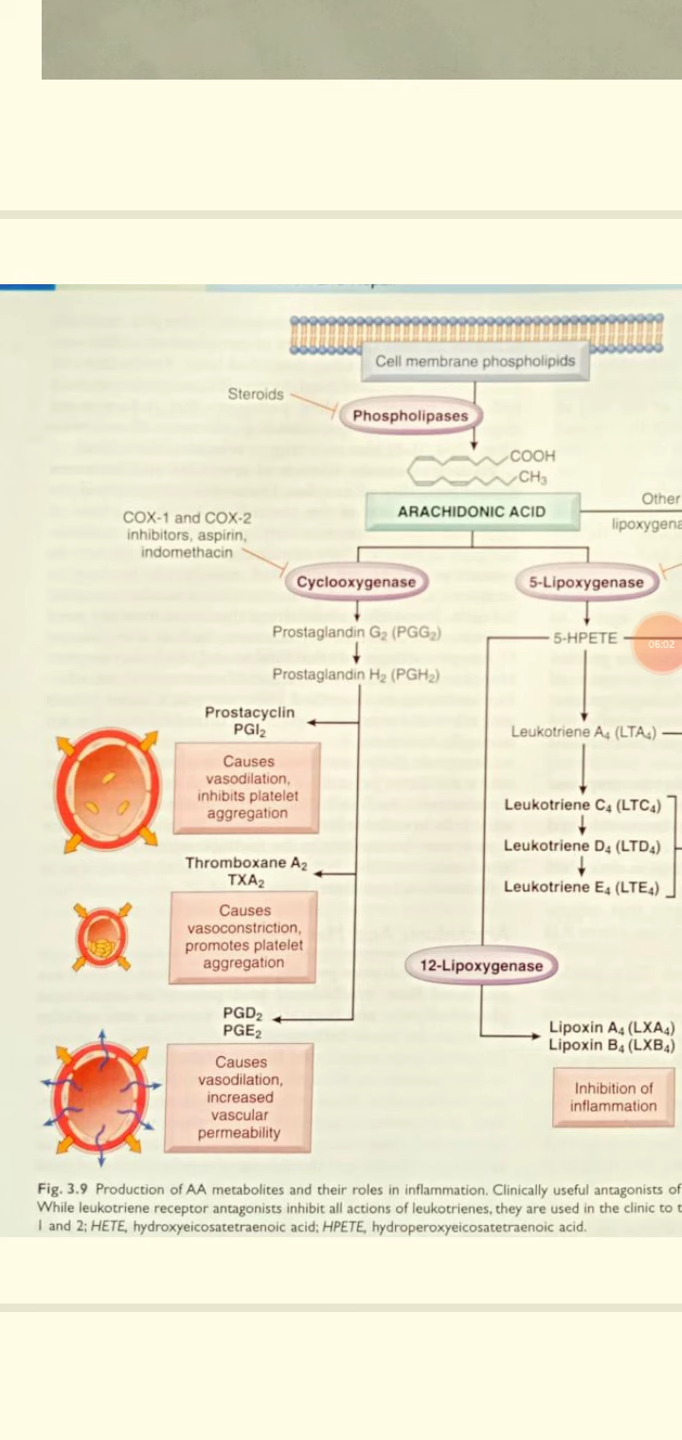 Cell membrane phospholipids
Steroids
Phospholipases
COOH
CH₃
Other
ARACHIDONIC ACID
COX-1 and COX-2
inhibitors, aspirin,
indomethacin
Cyclooxygenase
5-Lipoxygenase
Prostaglandin G₂ (PGG₂)
5-HPETE
06:02
Prostaglandin H₂ (PGH₂)
Prostacyclin
PGI₂
Leukotriene A₄ (LTA₄)
Causes
vasodilation,
inhibits platelet
aggregation
Leukotriene C₄ (LTC₄)
Leukotriene D₄ (LTD₄)
Leukotriene E₄ (LTE₄)
Thromboxane A₂
TXA₂
Causes
vasoconstriction,
promotes platelet
aggregation
12-Lipoxygenase
PGD₂
PGE₂
Lipoxin A₄ (LXA₄)
Lipoxin B₄ (LXB₄)
Causes
vasodilation,
increased
vascular
permeability
Inhibition of
inflammation
Fig. 3.9 Production of AA metabolites and their roles in inflammation. Clinically useful antagonists of
While leukotriene receptor antagonists inhibit all actions of leukotrienes, they are used in the clinic to
1 and 2; HETE, hydroxyeicosatetraenoic acid; HPETE, hydroperoxyeicosatetraenoic acid.